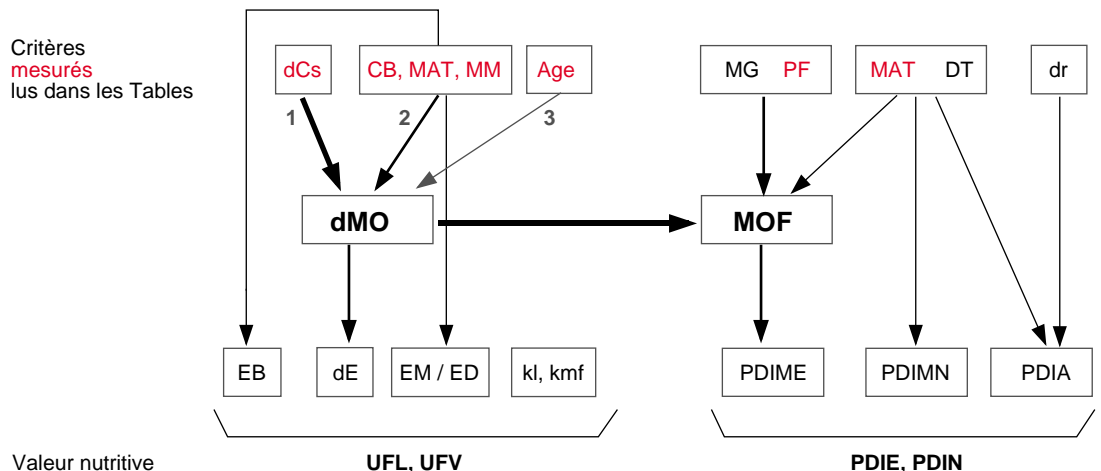 Critères
mesurés
lus dans les Tables
dCs
CB, MAT, MM
Age
MG PF
MAT DT
dr
1
2
3
dMO
MOF
EB
dE
EM / ED
kl, kmf
PDIME
PDIMN
PDIA
Valeur nutritive
UFL, UFV
PDIE, PDIN